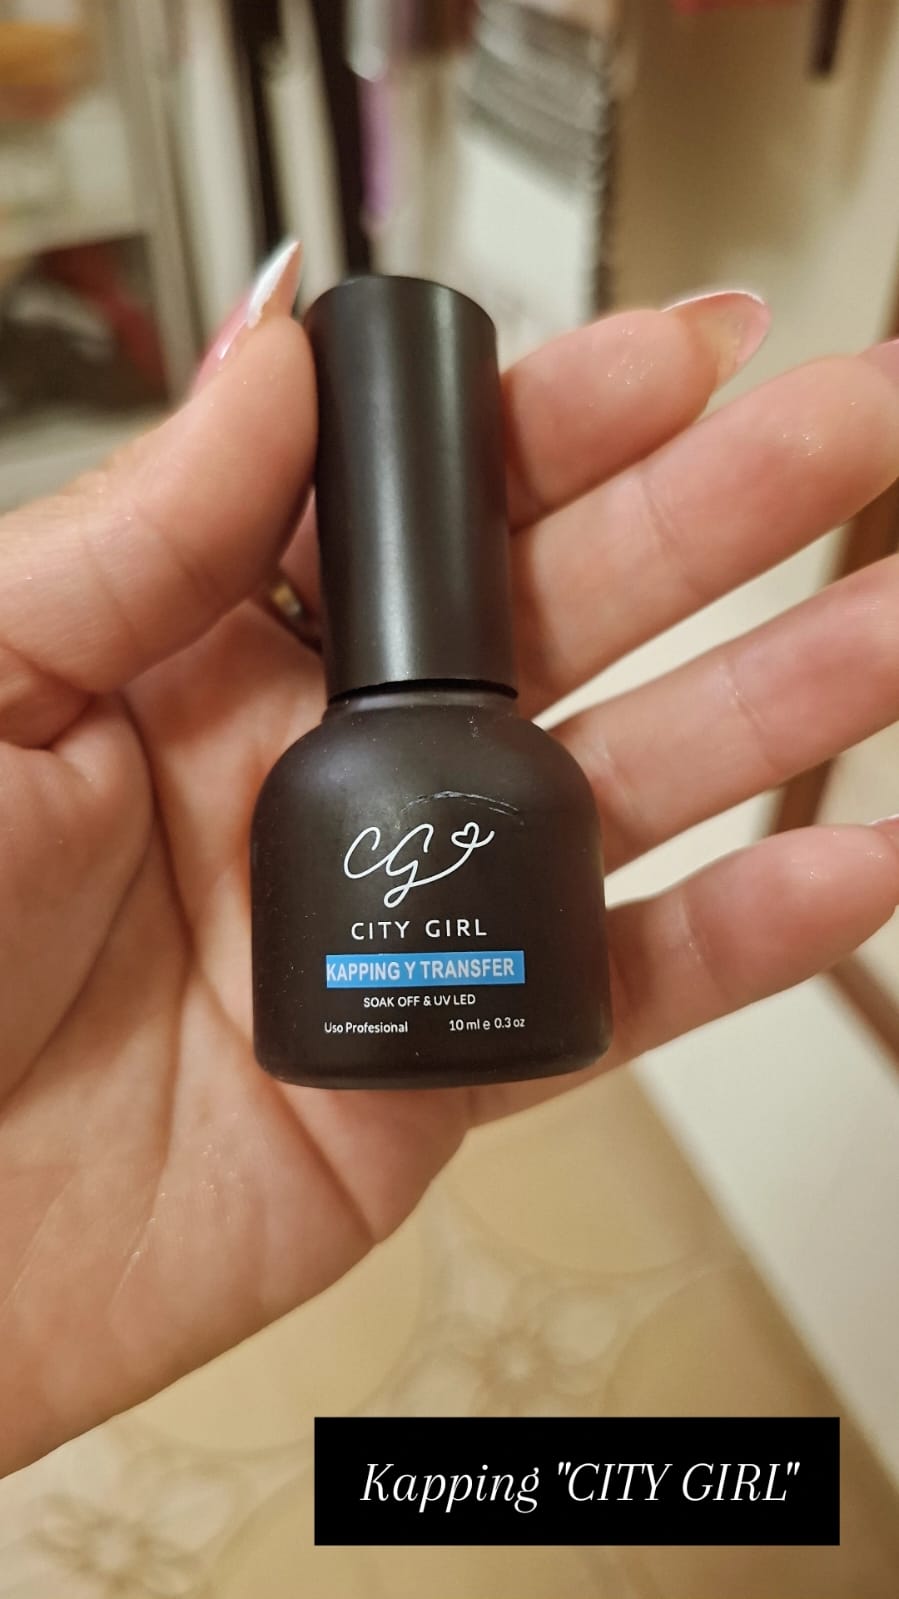 CG
CITY GIRL
KAPPING Y TRANSFER
SOAK OFF & UV LED
Uso Profesional 10 ml e 0.3 oz
Kapping "CITY GIRL"